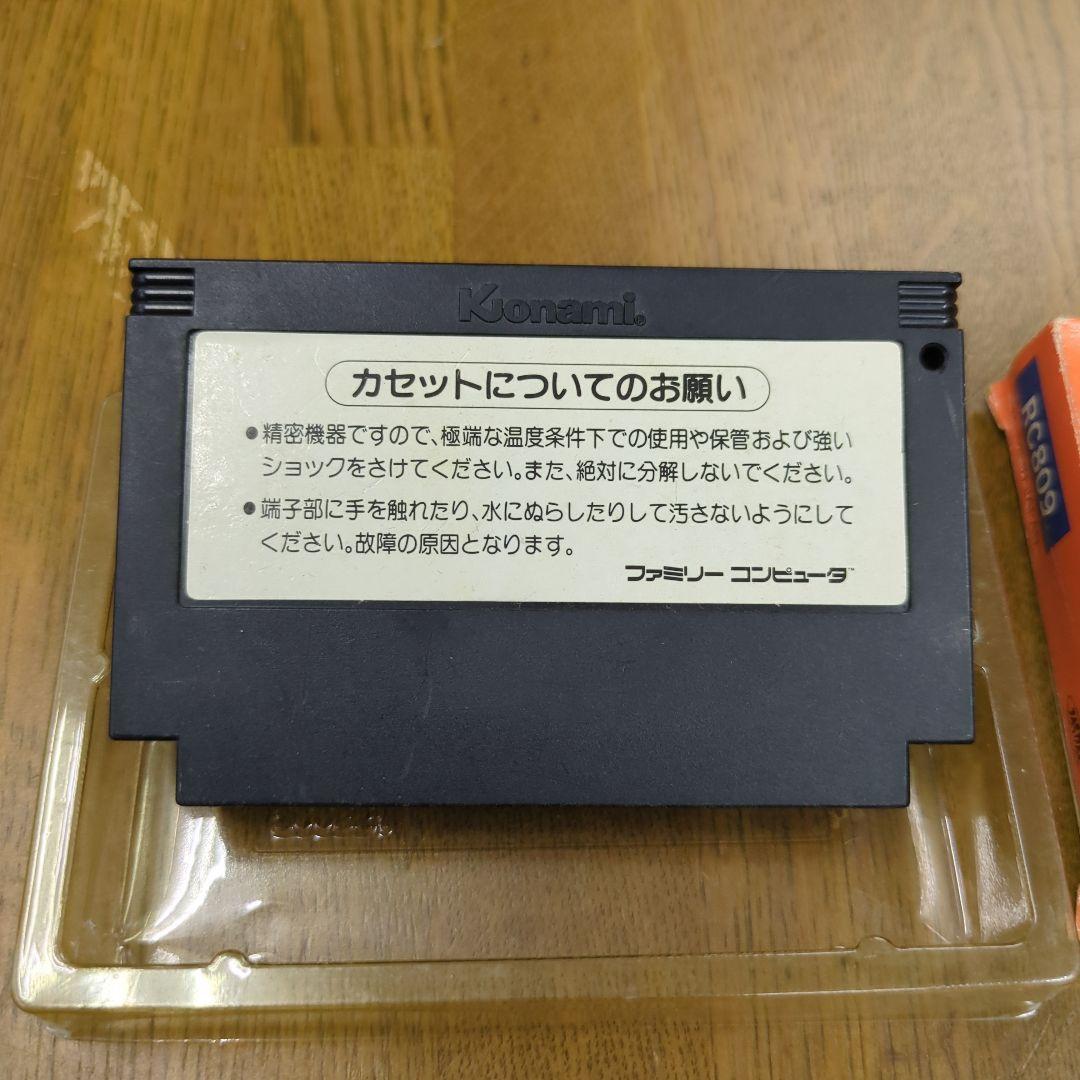 Konami®
カセットについてのお願い
●精密機器ですので、極端な温度条件下での使用や保管および強い
ショックをさけてください。また、絶対に分解しないでください。
●端子部に手を触れたり、水にぬらしたりして汚さないようにして
ください。故障の原因となります。
ファミリー コンピュータ™
RC809